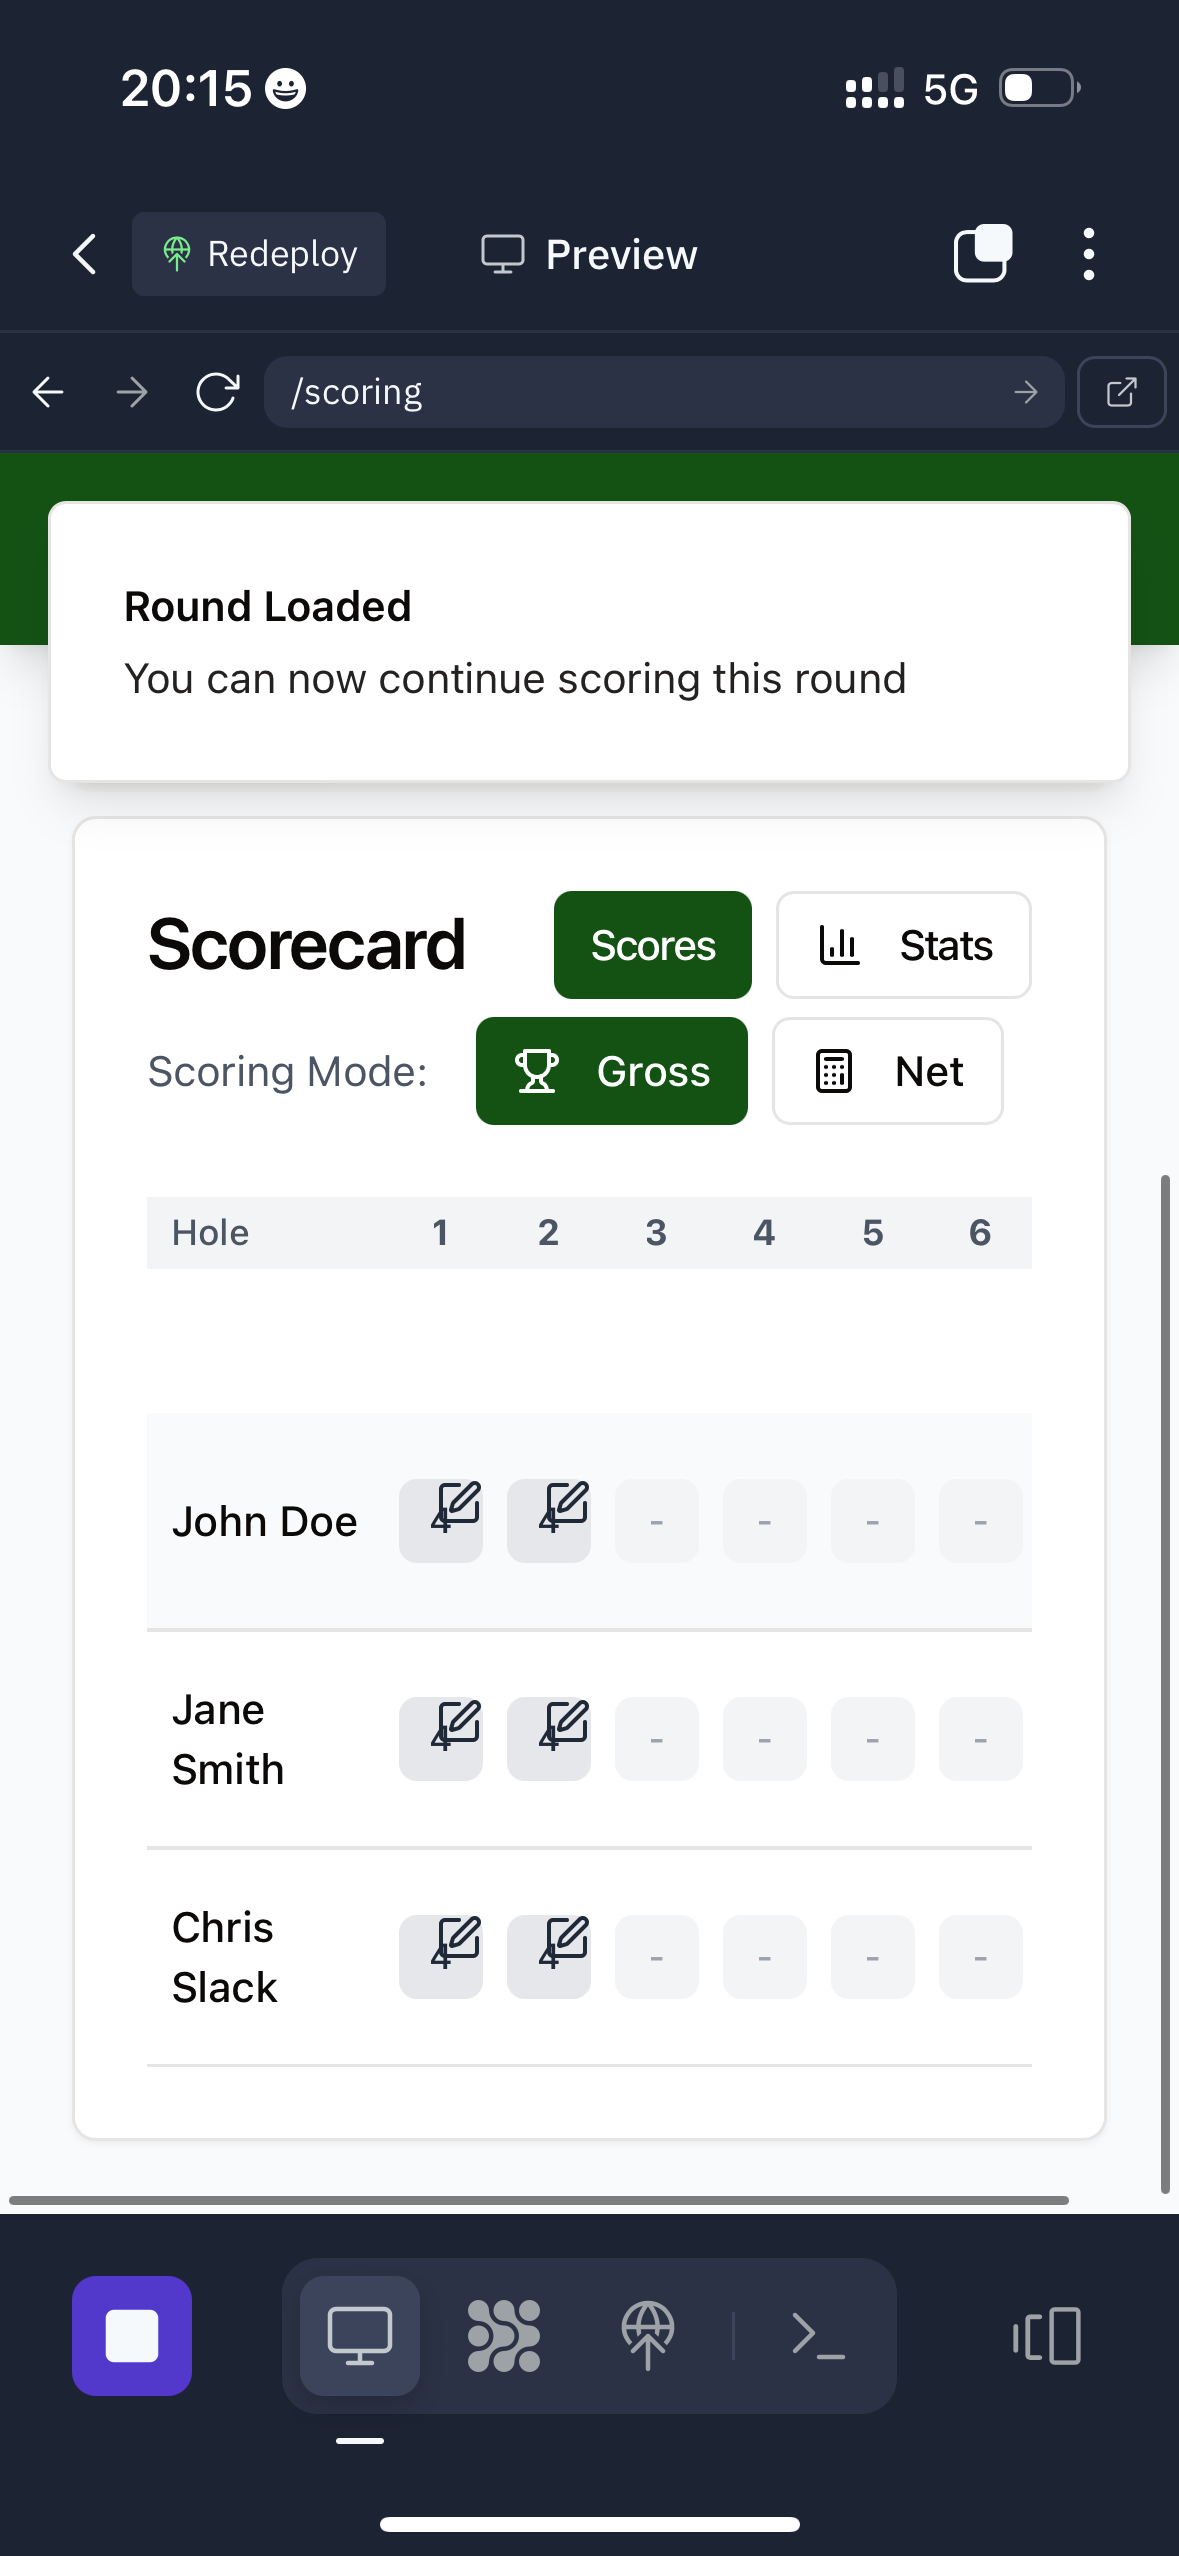 20:15
5G
Redeploy
Preview
/scoring
Round Loaded
You can now continue scoring this round
Scorecard
Scores
Stats
Scoring Mode:
Gross
Net
Hole 1 2 3 4 5 6
John Doe 4 4 - - - -
Jane
Smith
4 4 - - - -
Chris
Slack
4 4 - - - -